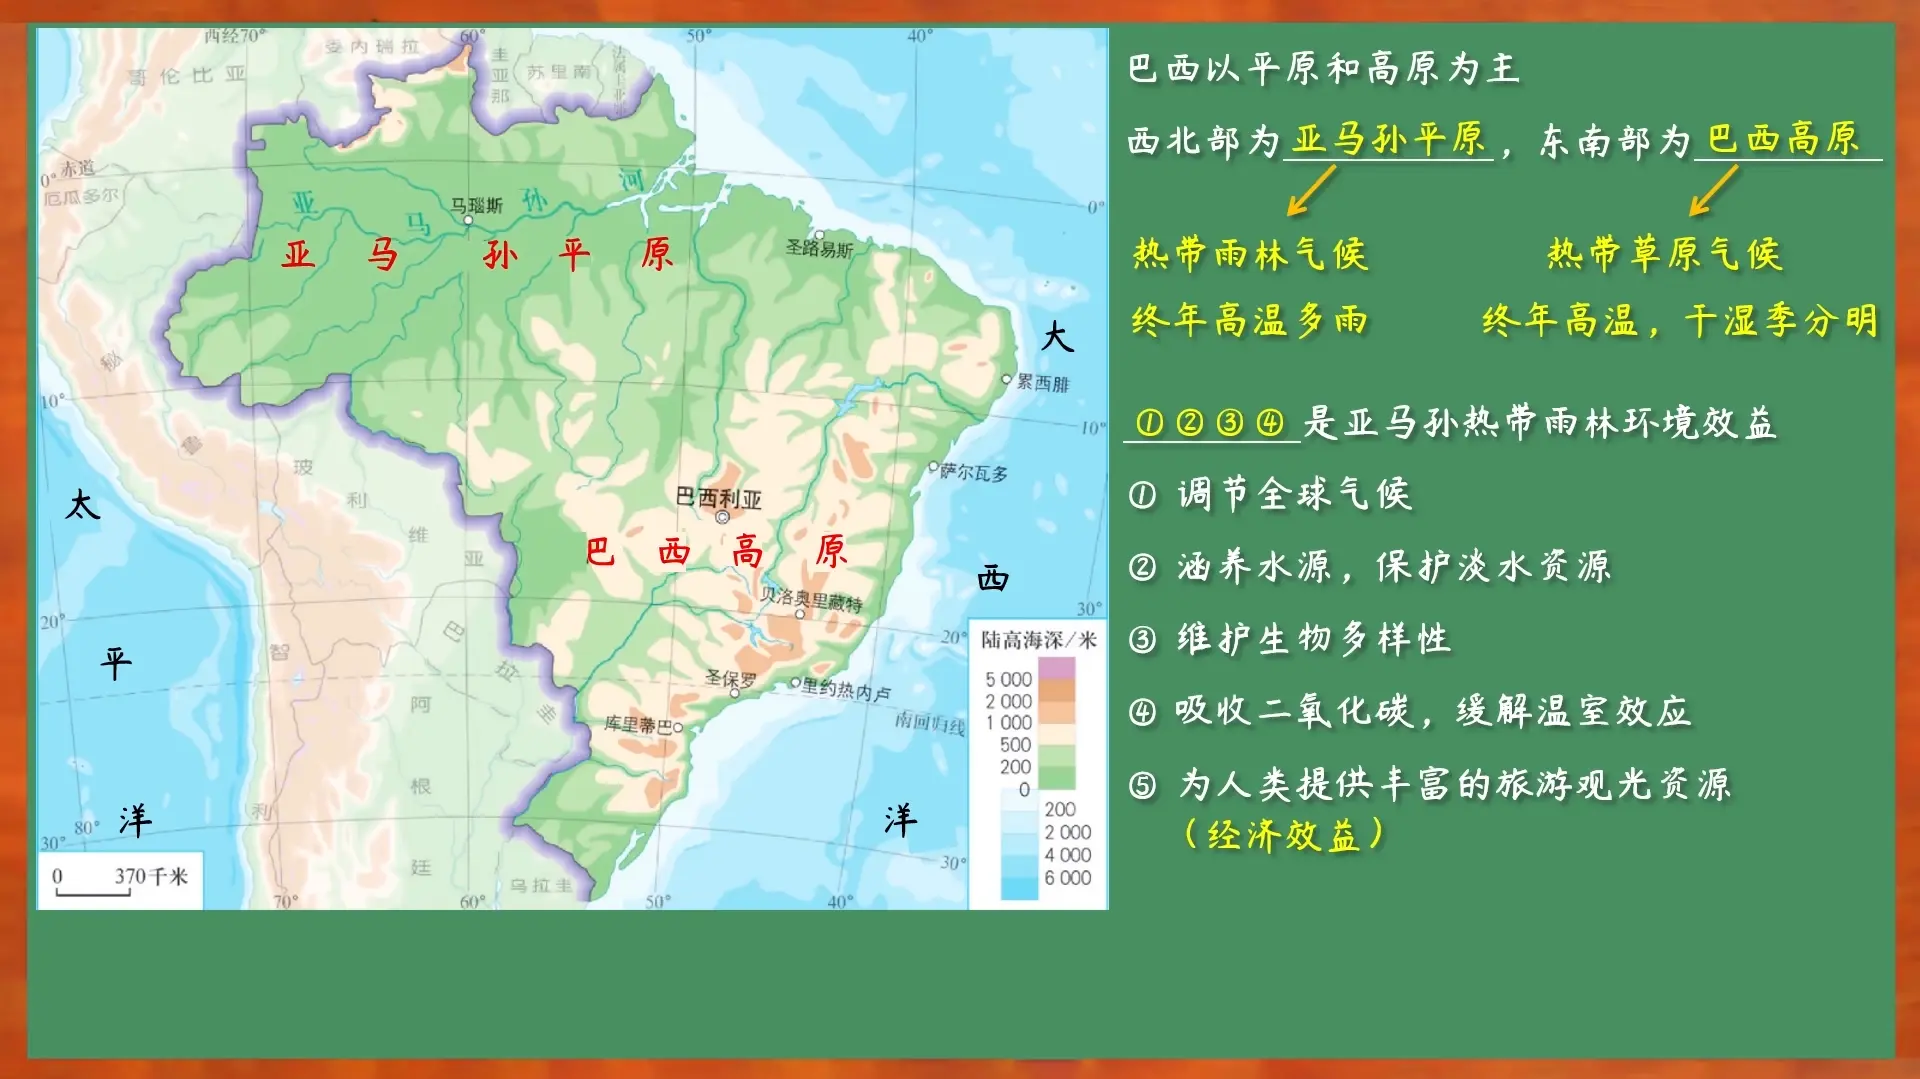 西经70°
60°
50°
40°
委内瑞拉
圭亚那
苏里南
哥伦比亚
赤道
0°
厄瓜多尔
0°
亚马孙河
马瑙斯
圣路易斯
亚马孙平原
大西洋
秘鲁
累西腓
10°
10°
萨尔瓦多
玻利维亚
巴西利亚
太平洋
巴西高原
贝洛奥里藏特
30°
20°
20°
智利
巴拉圭
圣保罗
里约热内卢
南回归线
库里蒂巴
阿根廷
乌拉圭
80°
30°
30°
70°
60°
50°
40°
0 370千米
陆高海深/米
5 000
2 000
1 000
500
200
0
200
2 000
4 000
6 000
巴西以平原和高原为主
西北部为亚马孙平原，东南部为巴西高原
热带雨林气候 热带草原气候
终年高温多雨 终年高温，干湿季分明
①②③④是亚马孙热带雨林环境效益
① 调节全球气候
② 涵养水源，保护淡水资源
③ 维护生物多样性
④ 吸收二氧化碳，缓解温室效应
⑤ 为人类提供丰富的旅游观光资源
（经济效益）